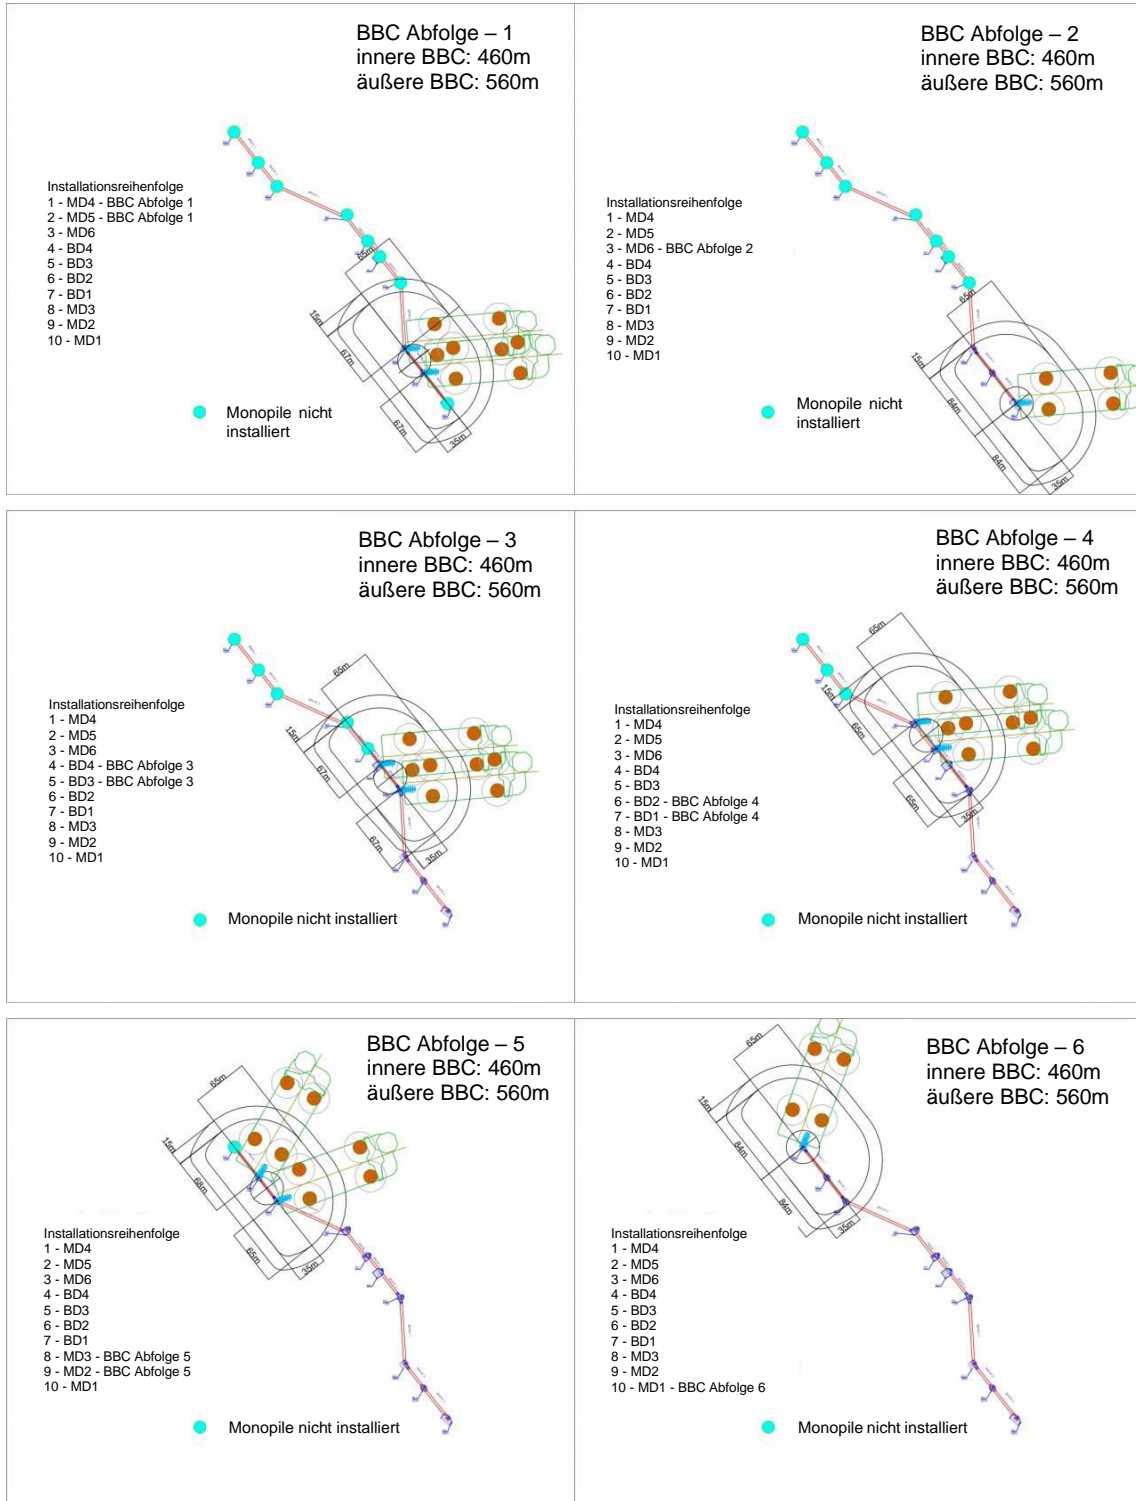 BBC Abfolge – 1
innere BBC: 460m
äußere BBC: 560m
Installationsreihenfolge
1 - MD4 - BBC Abfolge 1
2 - MD5 - BBC Abfolge 1
3 - MD6
4 - BD4
5 - BD3
6 - BD2
7 - BD1
8 - MD3
9 - MD2
10 - MD1
65m
15m
67m
67m
35m
Monopile nicht
installiert
BBC Abfolge – 2
innere BBC: 460m
äußere BBC: 560m
Installationsreihenfolge
1 - MD4
2 - MD5
3 - MD6 - BBC Abfolge 2
4 - BD4
5 - BD3
6 - BD2
7 - BD1
8 - MD3
9 - MD2
10 - MD1
65m
15m
84m
84m
35m
Monopile nicht
installiert
BBC Abfolge – 3
innere BBC: 460m
äußere BBC: 560m
65m
15m
67m
67m
35m
Installationsreihenfolge
1 - MD4
2 - MD5
3 - MD6
4 - BD4 - BBC Abfolge 3
5 - BD3 - BBC Abfolge 3
6 - BD2
7 - BD1
8 - MD3
9 - MD2
10 - MD1
Monopile nicht installiert
BBC Abfolge – 4
innere BBC: 460m
äußere BBC: 560m
65m
15m
65m
65m
35m
Installationsreihenfolge
1 - MD4
2 - MD5
3 - MD6
4 - BD4
5 - BD3
6 - BD2 - BBC Abfolge 4
7 - BD1 - BBC Abfolge 4
8 - MD3
9 - MD2
10 - MD1
Monopile nicht installiert
BBC Abfolge – 5
innere BBC: 460m
äußere BBC: 560m
65m
15m
68m
65m
35m
Installationsreihenfolge
1 - MD4
2 - MD5
3 - MD6
4 - BD4
5 - BD3
6 - BD2
7 - BD1
8 - MD3 - BBC Abfolge 5
9 - MD2 - BBC Abfolge 5
10 - MD1
Monopile nicht installiert
BBC Abfolge – 6
innere BBC: 460m
äußere BBC: 560m
65m
15m
84m
84m
35m
Installationsreihenfolge
1 - MD4
2 - MD5
3 - MD6
4 - BD4
5 - BD3
6 - BD2
7 - BD1
8 - MD3
9 - MD2
10 - MD1 - BBC Abfolge 6
Monopile nicht installiert